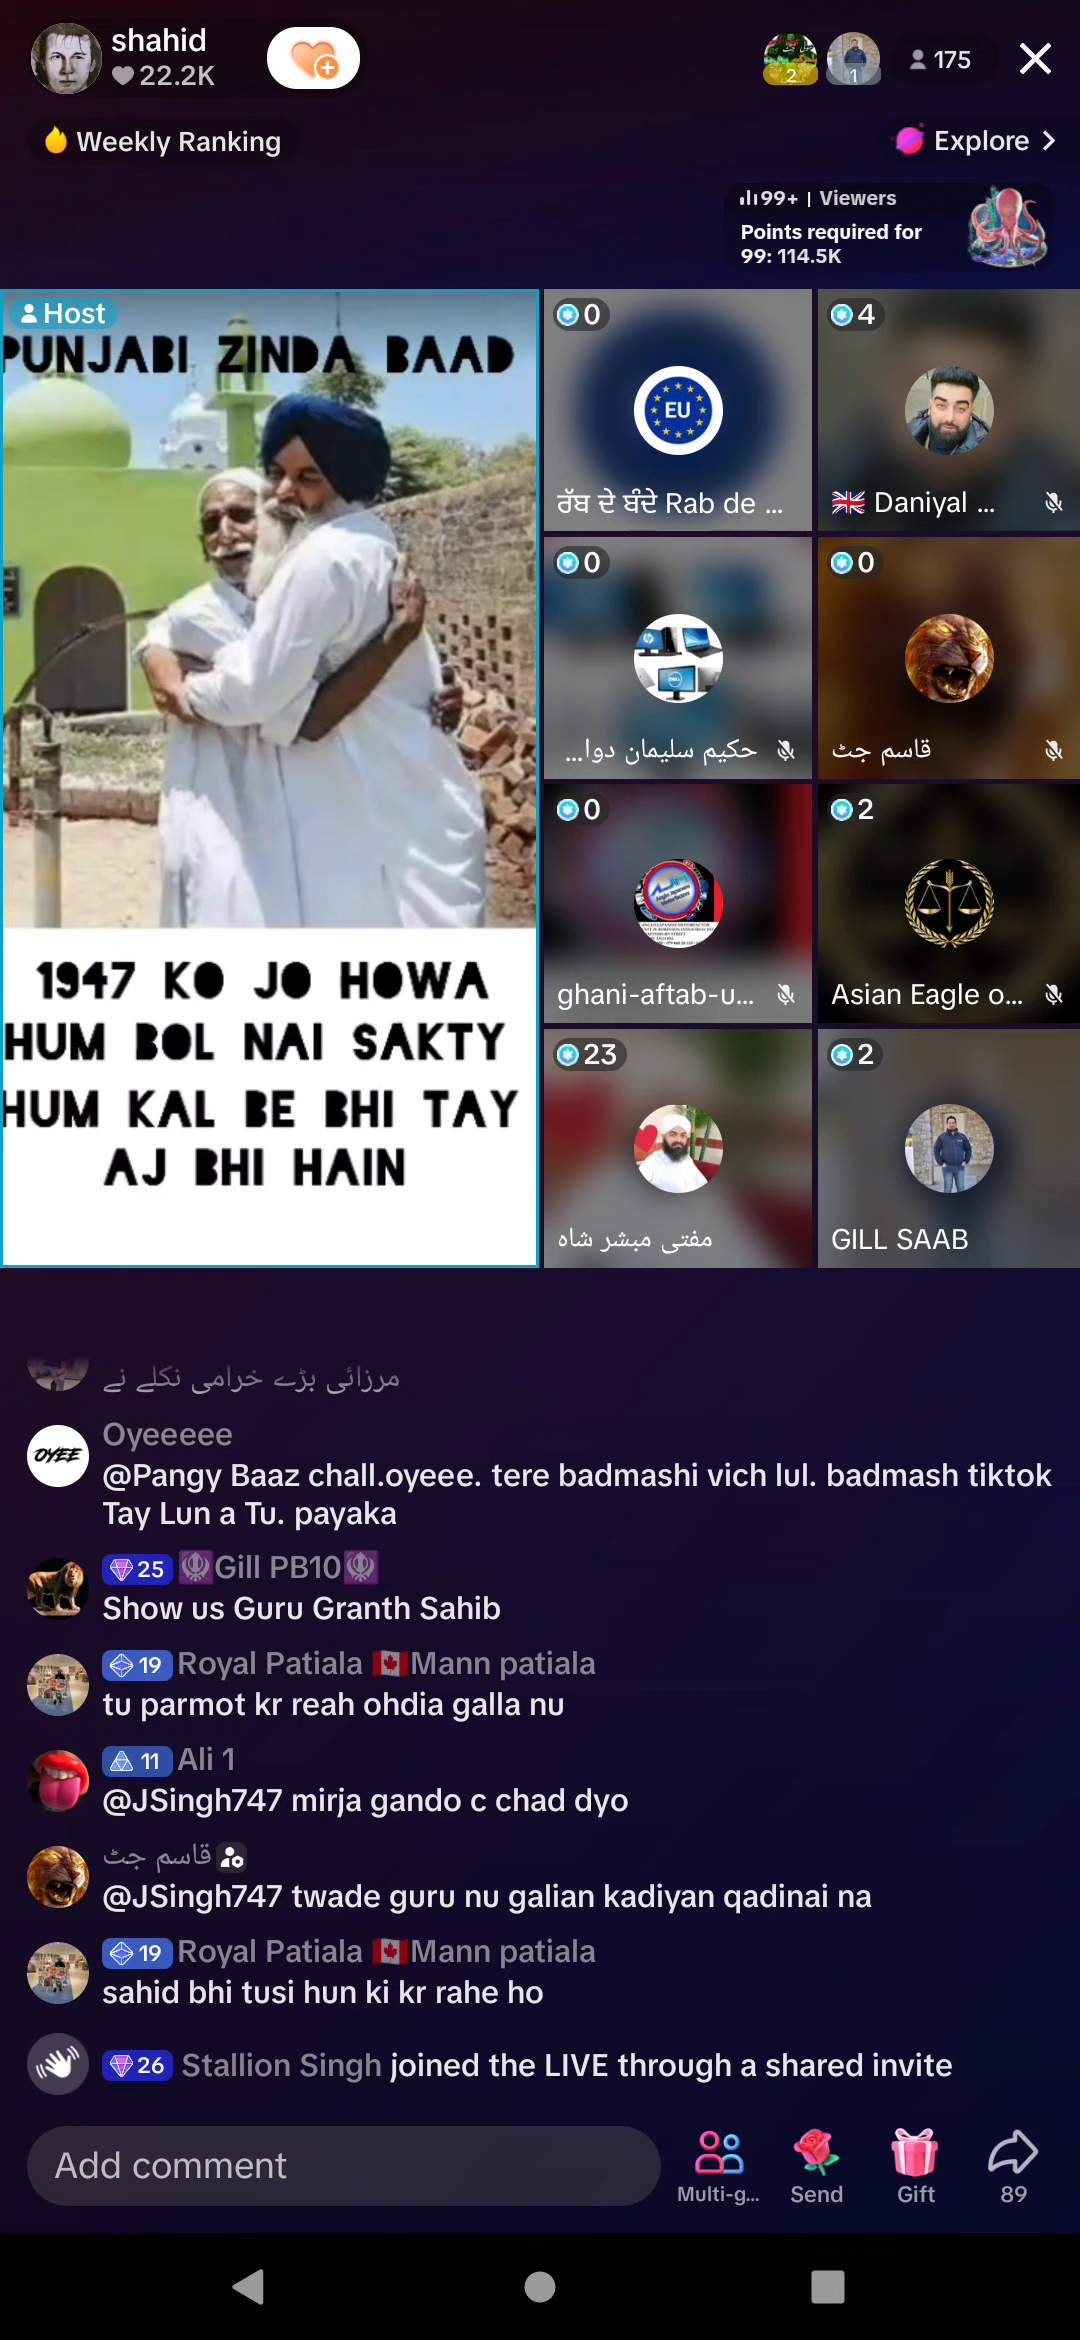 shahid
22.2K
2
1
175
Weekly Ranking
Explore
99+ | Viewers
Points required for
99: 114.5K
Host
PUNJABI ZINDA BAAD
1947 KO JO HOWA
HUM BOL NAI SAKTY
HUM KAL BE BHI TAY
AJ BHI HAIN
0
EU
ਰੱਬ ਦੇ ਬੰਦੇ Rab de ...
4
🇬🇧 Daniyal ...
0
حکیم سلیمان دوا...
0
قاسم جٹ
0
ghani-aftab-u...
2
Asian Eagle o...
23
مفتی مبشر شاہ
2
GILL SAAB
مرزائی بڑے خرامی نکلے نے
OYEE
Oyeeeee
@Pangy Baaz chall.oyeee. tere badmashi vich lul. badmash tiktok
Tay Lun a Tu. payaka
25 Gill PB10
Show us Guru Granth Sahib
19 Royal Patiala 🇨🇦Mann patiala
tu parmot kr reah ohdia galla nu
11 Ali 1
@JSingh747 mirja gando c chad dyo
قاسم جٹ
@JSingh747 twade guru nu galian kadiyan qadinai na
19 Royal Patiala 🇨🇦Mann patiala
sahid bhi tusi hun ki kr rahe ho
26 Stallion Singh joined the LIVE through a shared invite
Add comment
Multi-g...
Send
Gift
89